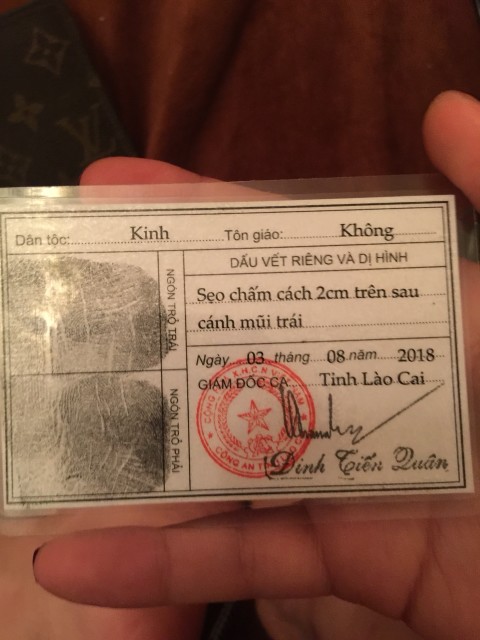 Dân tộc: Kinh Tôn giáo: Không
NGÓN TRỎ TRÁI
NGÓN TRỎ PHẢI
DẤU VẾT RIÊNG VÀ DỊ HÌNH
Sẹo chấm cách 2cm trên sau
cánh mũi trái
Ngày 03 tháng 08 năm 2018
GIÁM ĐỐC CA Tỉnh Lào Cai
CÔNG AN
Đinh Tiến Quân